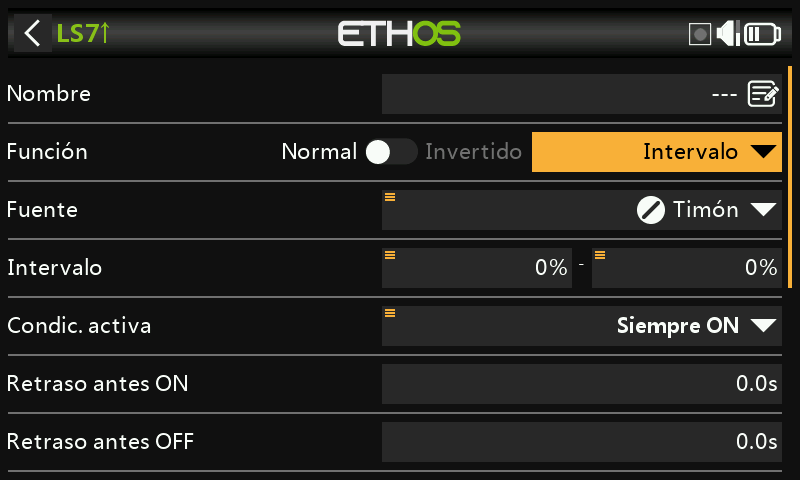 LS7↑
ETHOS
Nombre
---
Función
Normal
Invertido
Intervalo
Fuente
Timón
Intervalo
0%
-
0%
Condic. activa
Siempre ON
Retraso antes ON
0.0s
Retraso antes OFF
0.0s